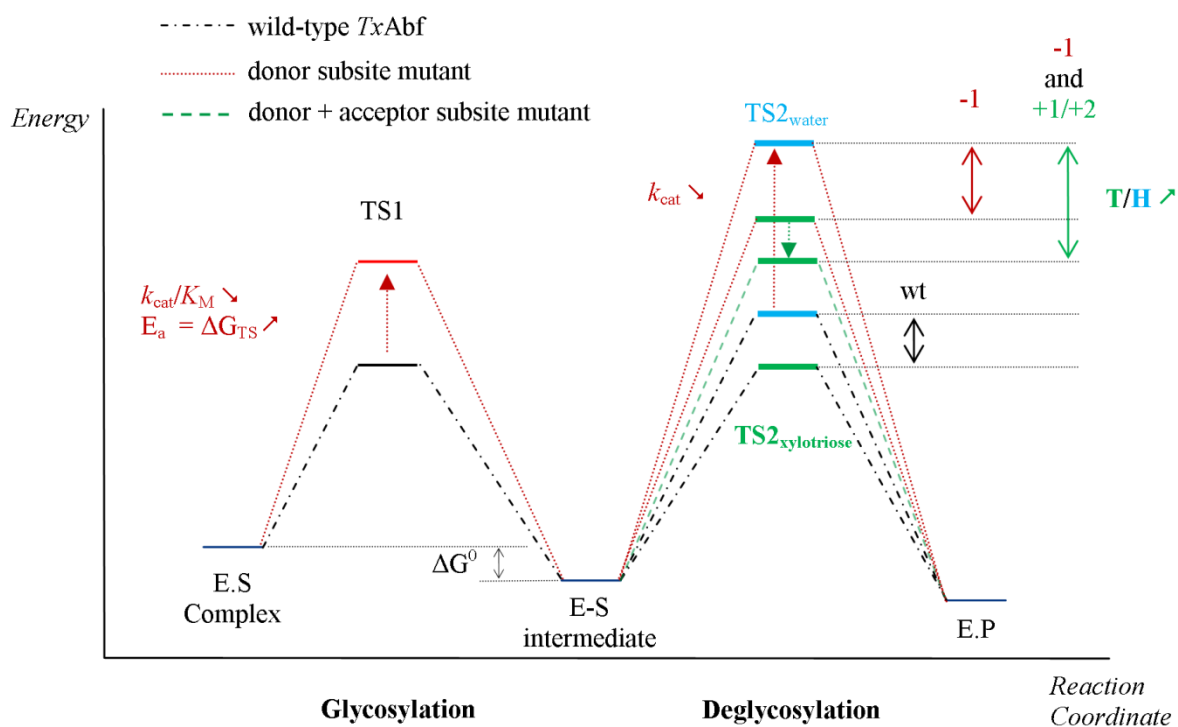 wild-type TxAbf
donor subsite mutant
donor + acceptor subsite mutant
Energy
TS2water
-1
-1
and
+1/+2
kcat ↘
T/H ↗
TS1
kcat/KM ↘
Ea = ΔGTS ↗
wt
TS2xylotriose
ΔG0
E.S
Complex
E-S
intermediate
E.P
Glycosylation
Deglycosylation
Reaction
Coordinate